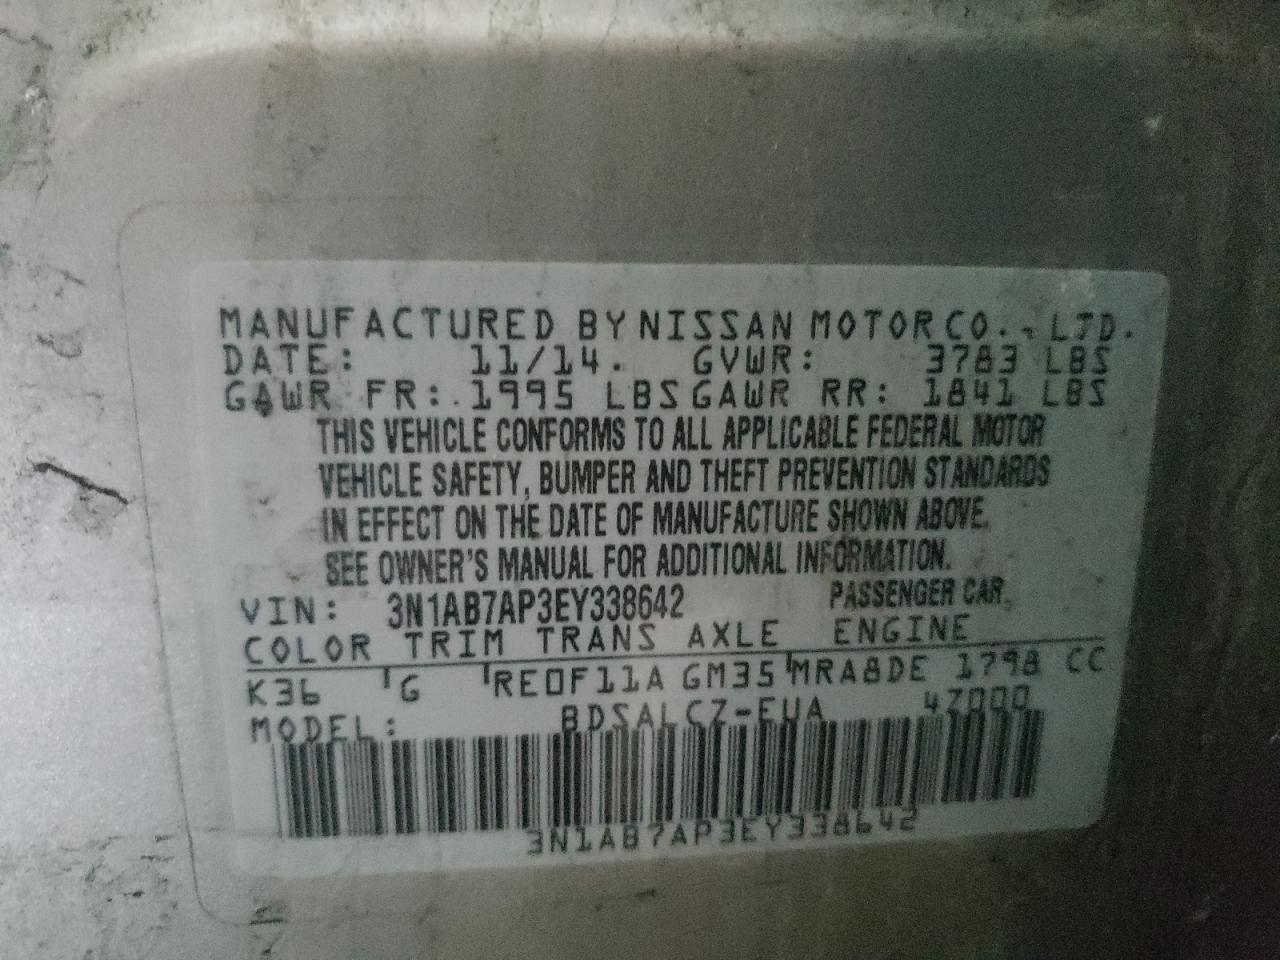 MANUFACTURED BY NISSAN MOTOR CO., LTD.
DATE: 11/14. GVWR: 3783 LBS
GAWR FR: 1995 LBS GAWR RR: 1841 LBS
THIS VEHICLE CONFORMS TO ALL APPLICABLE FEDERAL MOTOR
VEHICLE SAFETY, BUMPER AND THEFT PREVENTION STANDARDS
IN EFFECT ON THE DATE OF MANUFACTURE SHOWN ABOVE.
SEE OWNER'S MANUAL FOR ADDITIONAL INFORMATION.
VIN: 3N1AB7AP3EY338642 PASSENGER CAR
COLOR TRIM TRANS AXLE ENGINE
K36 G RE0F11A GM35 MRA8DE 1798 CC
MODEL: BDSALCZ-EUA 4Z000
3N1AB7AP3EY338642